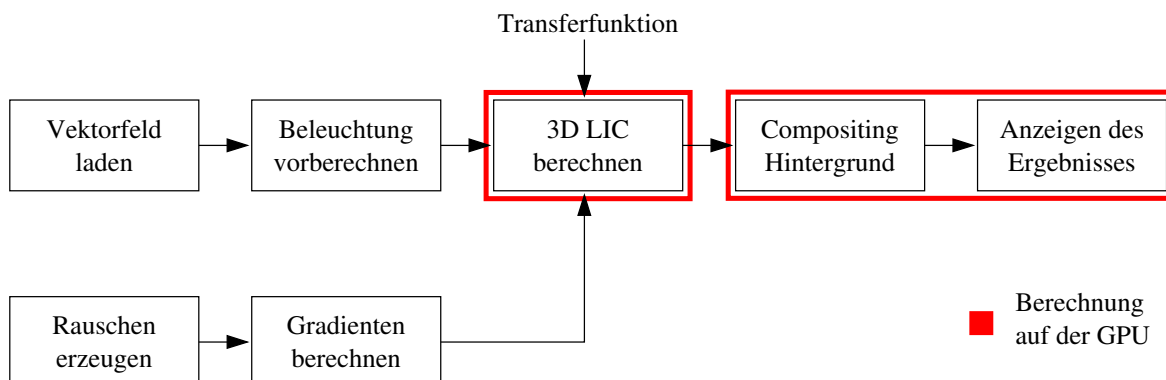 Transferfunktion
Vektorfeld
laden
Beleuchtung
vorberechnen
3D LIC
berechnen
Compositing
Hintergrund
Anzeigen des
Ergebnisses
Rauschen
erzeugen
Gradienten
berechnen
Berechnung
auf der GPU